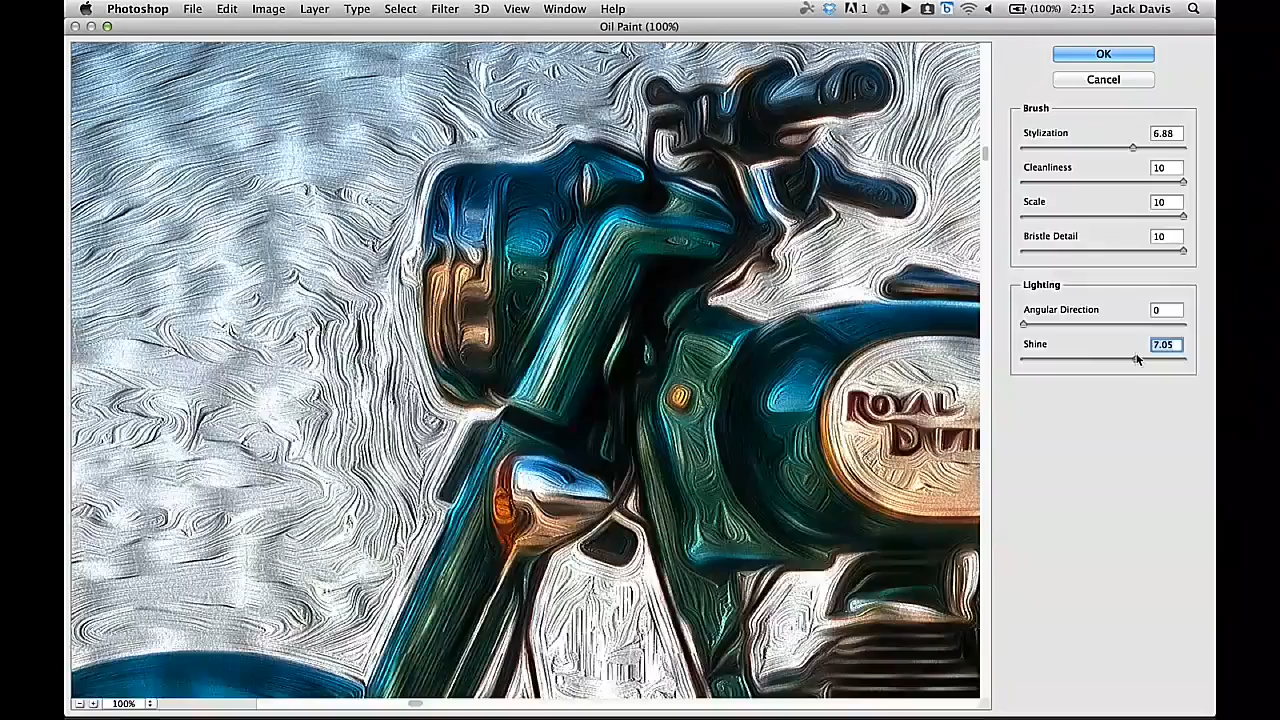 Photoshop File Edit Image Layer Type Select Filter 3D View Window Help 1 (100%) 2:15 Jack Davis
Oil Paint (100%)
OK
Cancel
Brush
Stylization 6.88
Cleanliness 10
Scale 10
Bristle Detail 10
Lighting
Angular Direction 0
Shine 7.05
ROYAL
100%